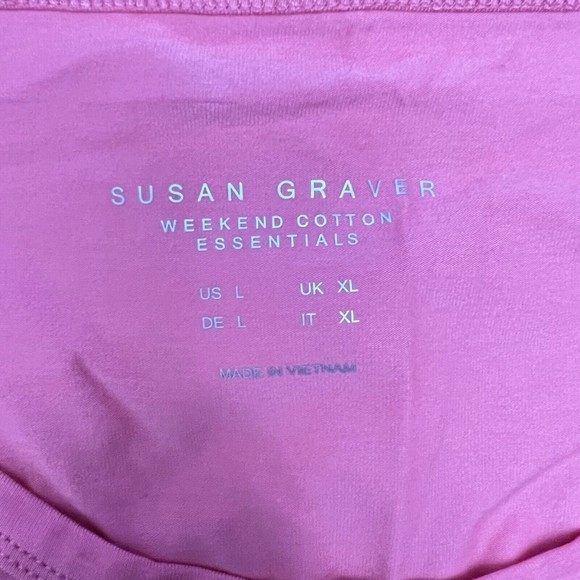 SUSAN GRAVER
WEEKEND COTTON
ESSENTIALS
US L UK XL
DE L IT XL
MADE IN VIETNAM